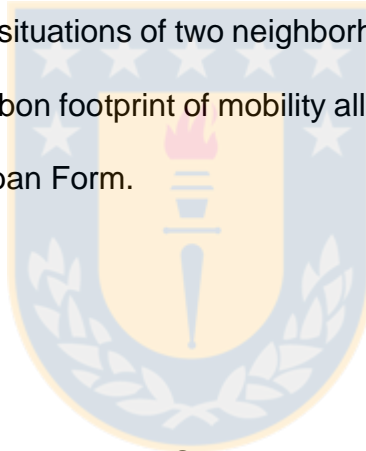 situations of two neighborh
bon footprint of mobility all
ban Form.